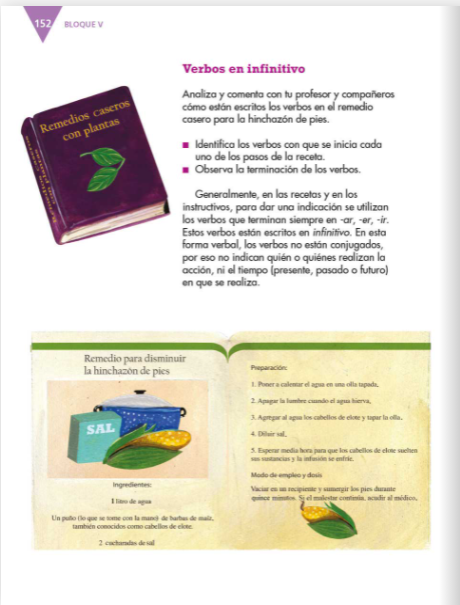 152 BLOQUE V
Verbos en infinitivo
Analiza y comenta con tu profesor y compañeros
cómo están escritos los verbos en el remedio
casero para la hinchazón de pies.
Identifica los verbos con que se inicia cada
uno de los pasos de la receta.
Observa la terminación de los verbos.
Generalmente, en las recetas y en los
instructivos, para dar una indicación se utilizan
los verbos que terminan siempre en -ar, -er, -ir.
Estos verbos están escritos en infinitivo. En esta
forma verbal, los verbos no están conjugados,
por eso no indican quién o quiénes realizan la
acción, ni el tiempo (presente, pasado o futuro)
en que se realiza.
Remedios caseros
con plantas
Remedios caseros
con plantas
Remedio para disminuir
la hinchazón de pies
SAL
Ingredientes:
1 litro de agua
Un puño (lo que se tome con la mano) de barbas de maíz,
también conocidos como cabellos de elote.
2 cucharadas de sal
Preparación:
1. Poner a calentar el agua en una olla tapada.
2. Apagar la lumbre cuando el agua hierva.
3. Agregar al agua los cabellos de elote y tapar la olla.
4. Diluir sal.
5. Esperar media hora para que los cabellos de elote suelten
sus sustancias y la infusión se enfríe.
Modo de empleo y dosis
Vaciar en un recipiente y sumergir los pies durante
quince minutos. Si el malestar continúa, acudir al médico.